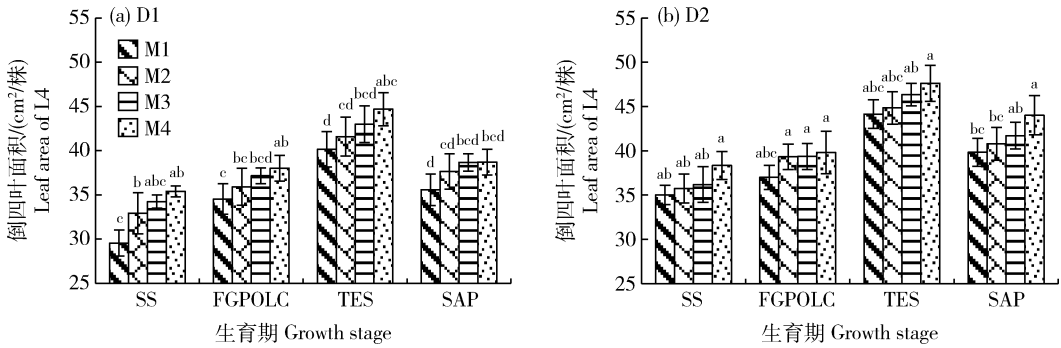 (a) D1
55
50
45
40
35
30
25
倒四叶面积/(cm²/株)
Leaf area of L4
M1
M2
M3
M4
c b abc ab
c bc bcd ab
d cd bcd abc
d cd bcd bcd
SS FGPOLC TES SAP
生育期 Growth stage
(b) D2
55
50
45
40
35
30
25
倒四叶面积/(cm²/株)
Leaf area of L4
ab abc ab a
abc a a a
abc abc ab a
bc bc ab a
SS FGPOLC TES SAP
生育期 Growth stage